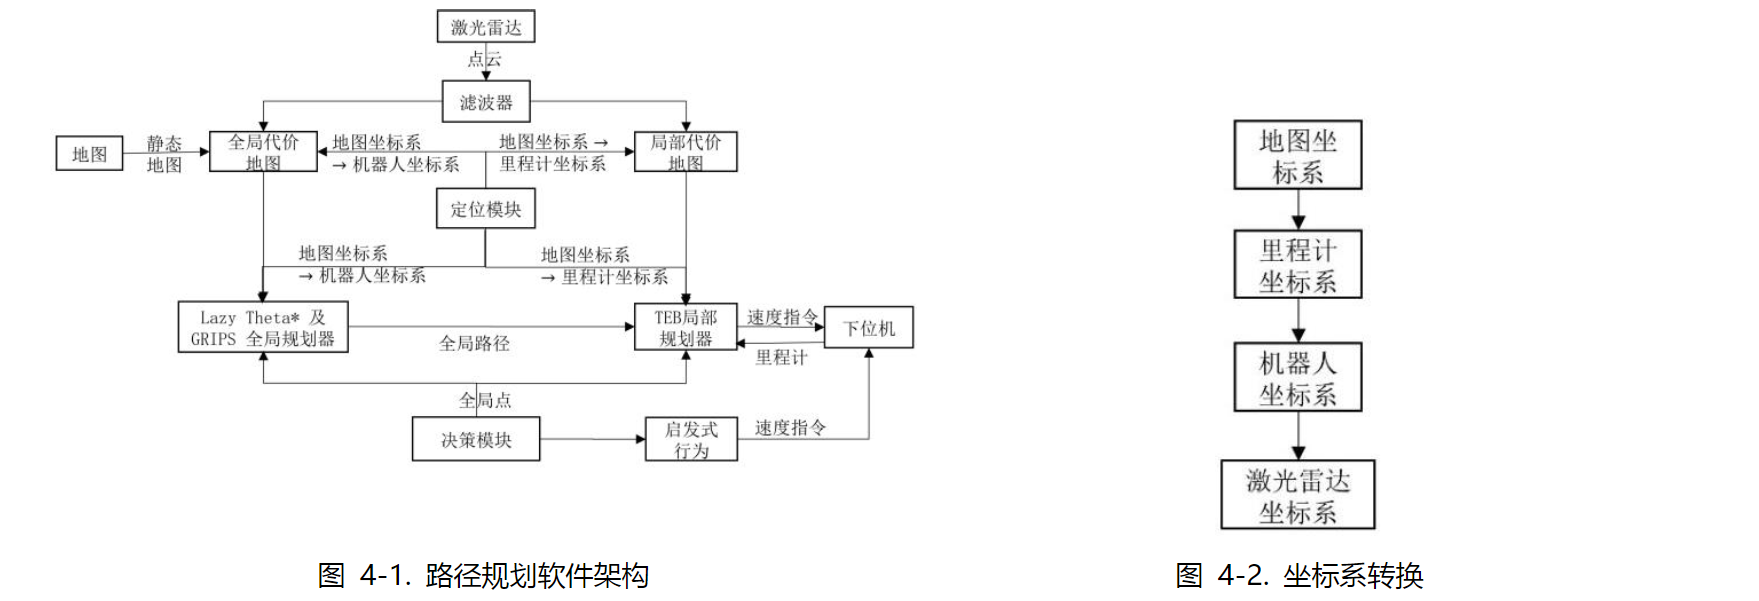 激光雷达
点云
滤波器
地图
静态
地图
全局代价
地图
地图坐标系
→ 机器人坐标系
地图坐标系 →
里程计坐标系
局部代价
地图
定位模块
地图坐标系
→ 机器人坐标系
地图坐标系
→ 里程计坐标系
Lazy Theta* 及
GRIPS 全局规划器
全局路径
TEB局部
规划器
速度指令
里程计
下位机
全局点
决策模块
启发式
行为
速度指令
图 4-1. 路径规划软件架构
地图坐
标系
里程计
坐标系
机器人
坐标系
激光雷达
坐标系
图 4-2. 坐标系转换